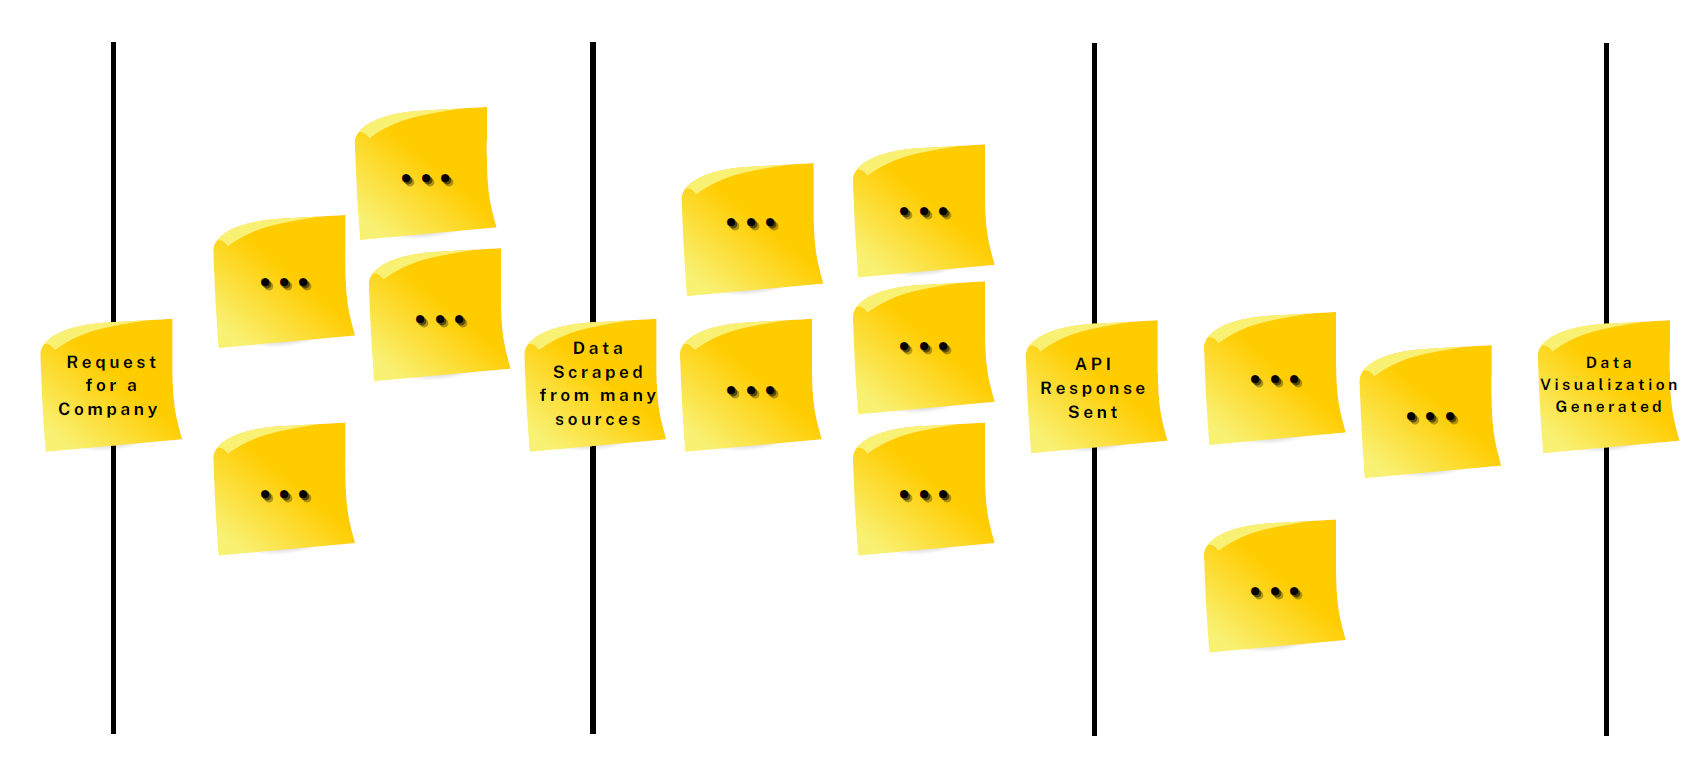 Request
for a
Company
...
...
...
...
Data
Scraped
from many
sources
...
...
...
...
...
API
Response
Sent
...
...
...
Data
Visualization
Generated